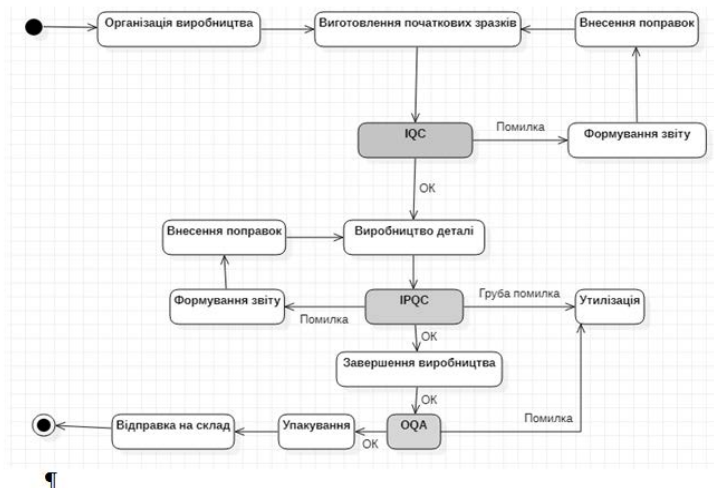 Організація виробництва
Виготовлення початкових зразків
Внесення поправок
IQC
Помилка
Формування звіту
ОК
Внесення поправок
Виробництво деталі
Формування звіту
Помилка
IPQC
Груба помилка
Утилізація
ОК
Завершення виробництва
ОК
Відправка на склад
Упакування
ОК
OQA
Помилка
¶